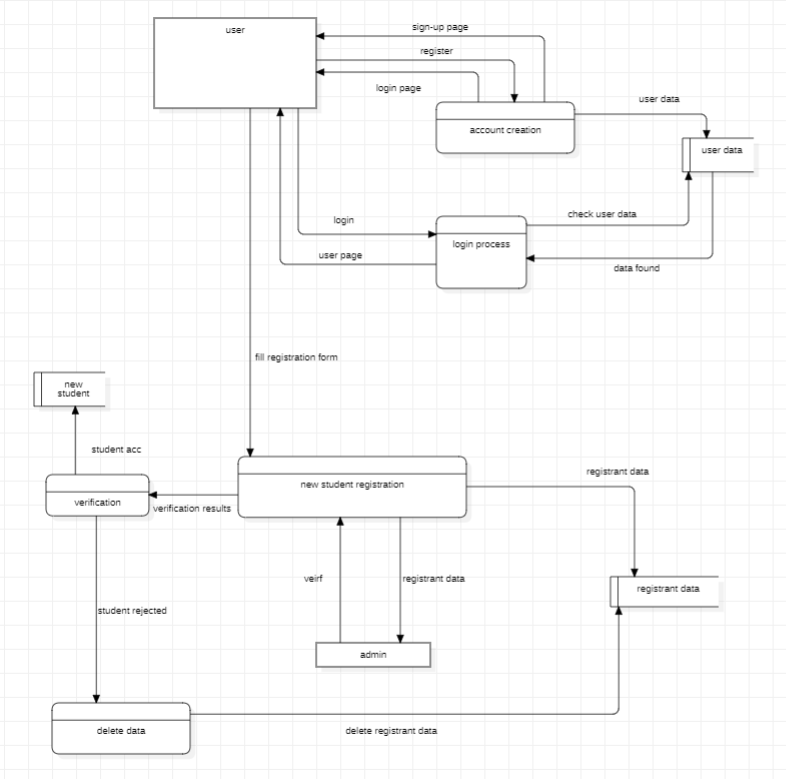 user
sign-up page
register
login page
account creation
user data
user data
login
login process
check user data
user page
data found
fill registration form
new
student
student acc
verification
verification results
new student registration
registrant data
veirf
registrant data
registrant data
student rejected
admin
delete data
delete registrant data